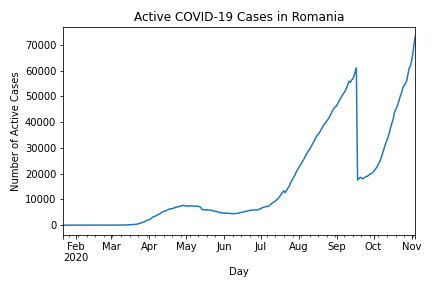 Active COVID-19 Cases in Romania
Number of Active Cases
70000
60000
50000
40000
30000
20000
10000
0
Feb Mar Apr May Jun Jul Aug Sep Oct Nov
2020
Day